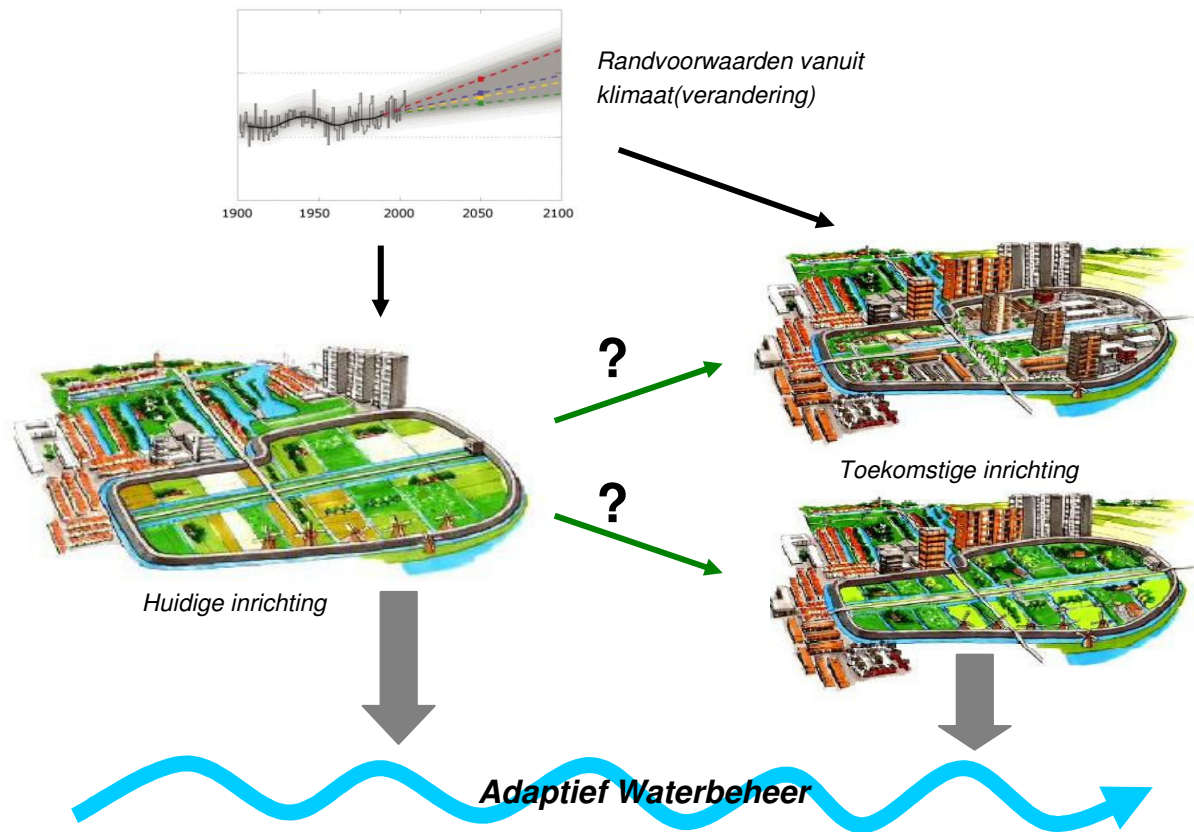 Randvoorwaarden vanuit
klimaat(verandering)
1900 1950 2000 2050 2100
?
Toekomstige inrichting
?
Huidige inrichting
Adaptief Waterbeheer